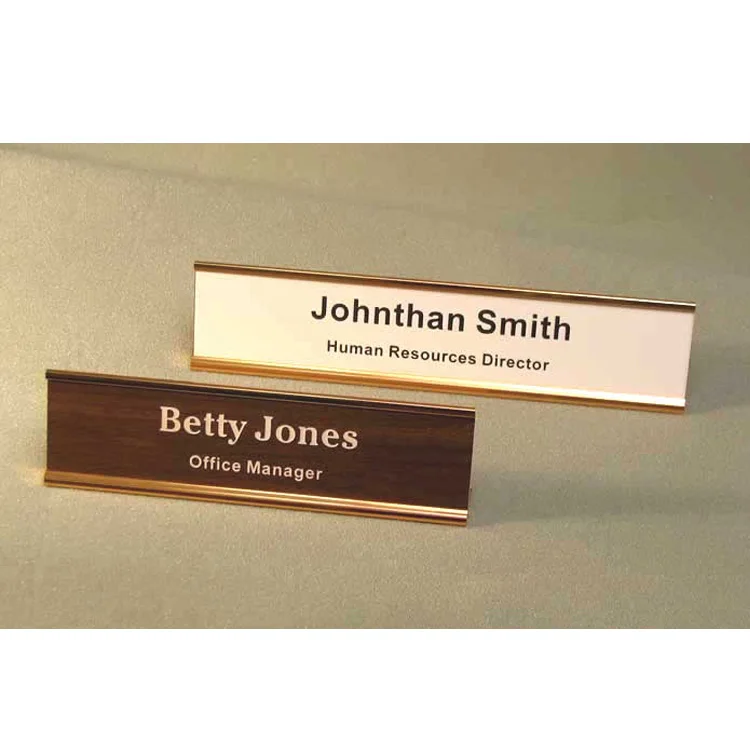 Johnthan Smith
Human Resources Director
Betty Jones
Office Manager